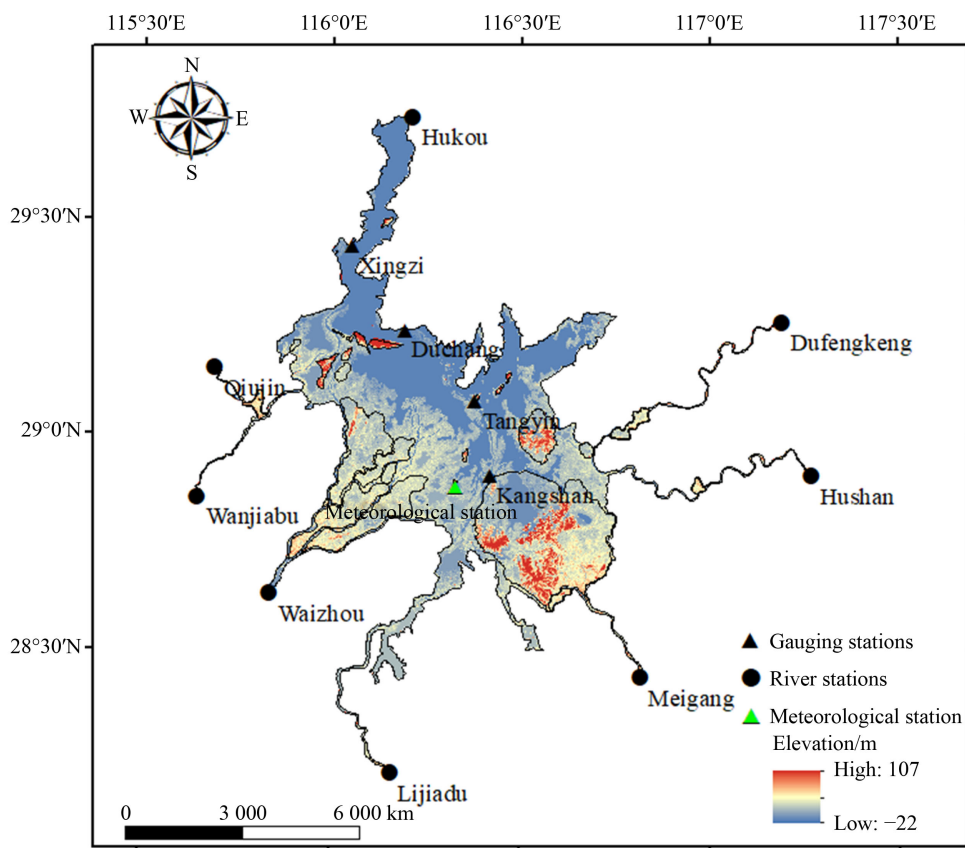 115°30′E 116°0′E 116°30′E 117°0′E 117°30′E
N
W E
S
Hukou
29°30′N
Xingzi
Duchang
Dufengkeng
Qiujin
Tangyin
29°0′N
Kangshan
Hushan
Wanjiabu
Meteorological station
Waizhou
28°30′N
Gauging stations
River stations
Meigang
Meteorological station
Elevation/m
High: 107
Lijiadu
0 3 000 6 000 km
Low: −22